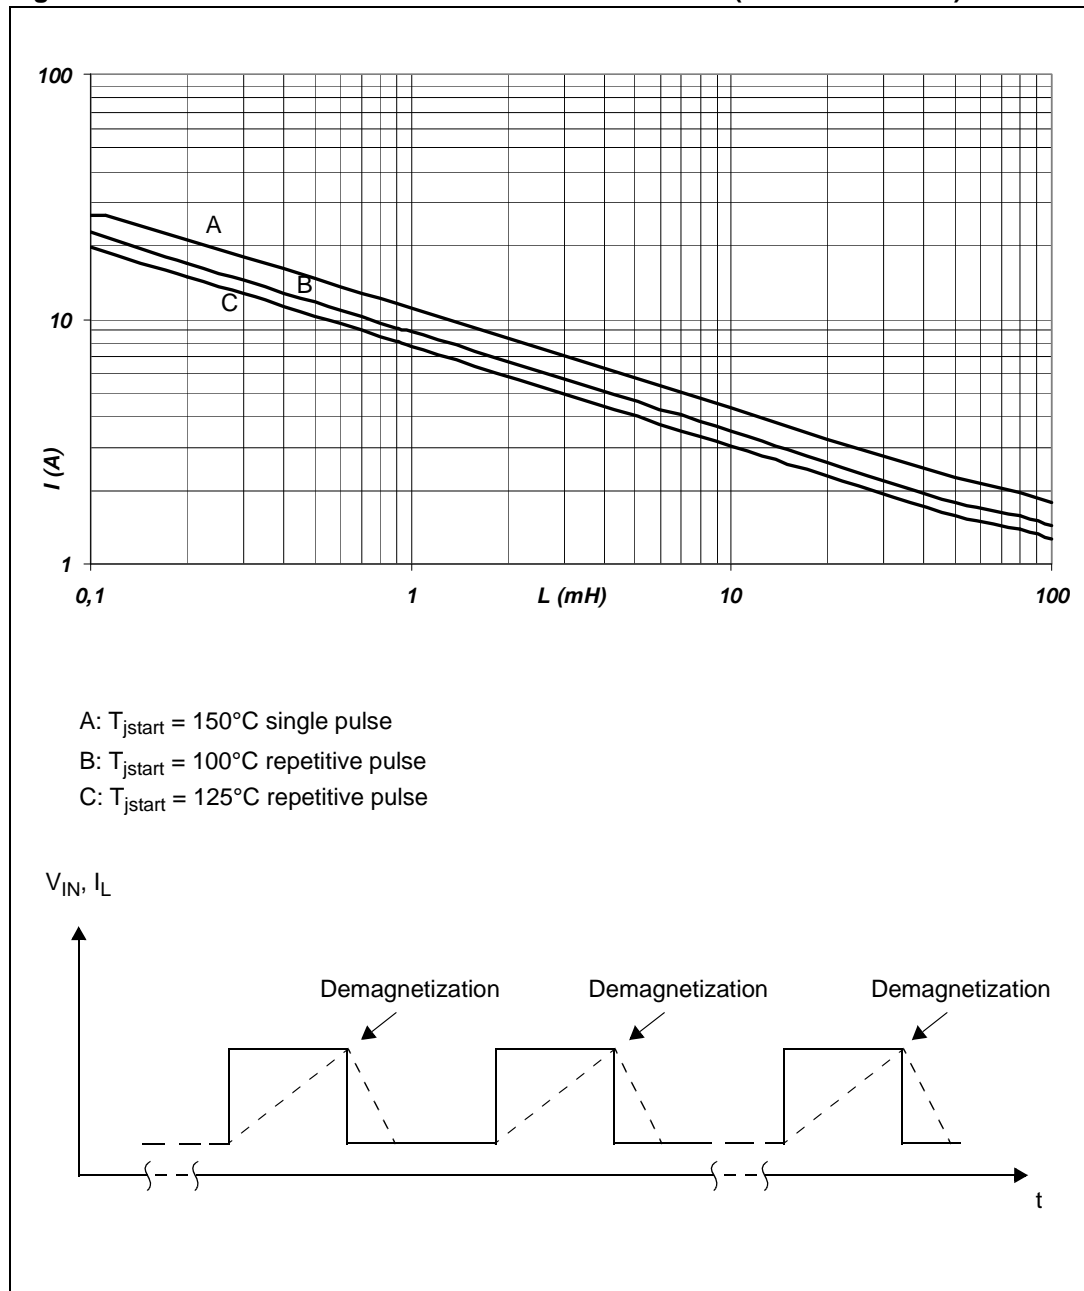 100
A
B
C
10
I (A)
1
0,1 1 L (mH) 10 100
A: Tjstart = 150°C single pulse
B: Tjstart = 100°C repetitive pulse
C: Tjstart = 125°C repetitive pulse
VIN, IL
Demagnetization Demagnetization Demagnetization
t